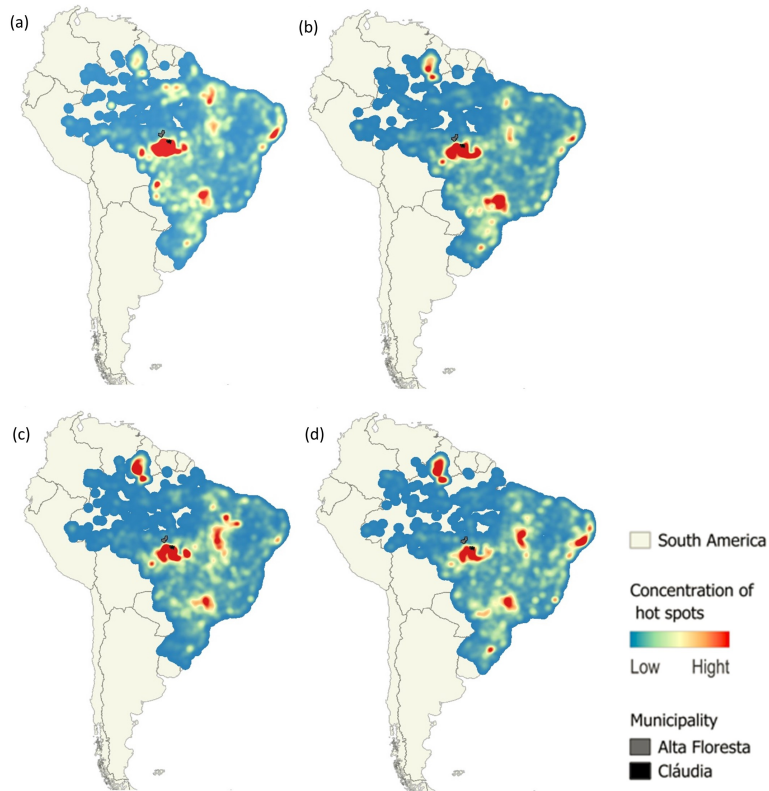 (a)
(b)
(c)
(d)
South America
Concentration of
hot spots
Low Hight
Municipality
Alta Floresta
Cláudia